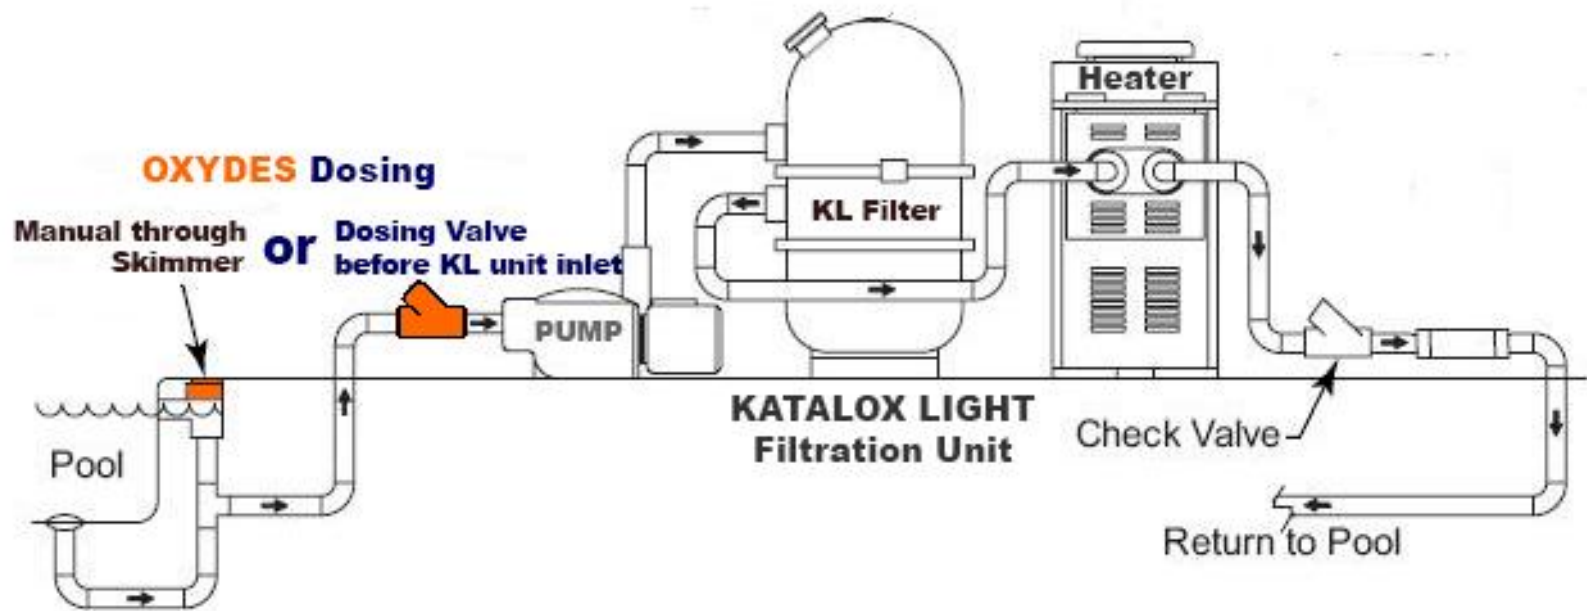 Heater
OXYDES Dosing
Manual through
Skimmer
or
Dosing Valve
before KL unit inlet
KL Filter
PUMP
KATALOX LIGHT
Filtration Unit
Check Valve
Pool
Return to Pool